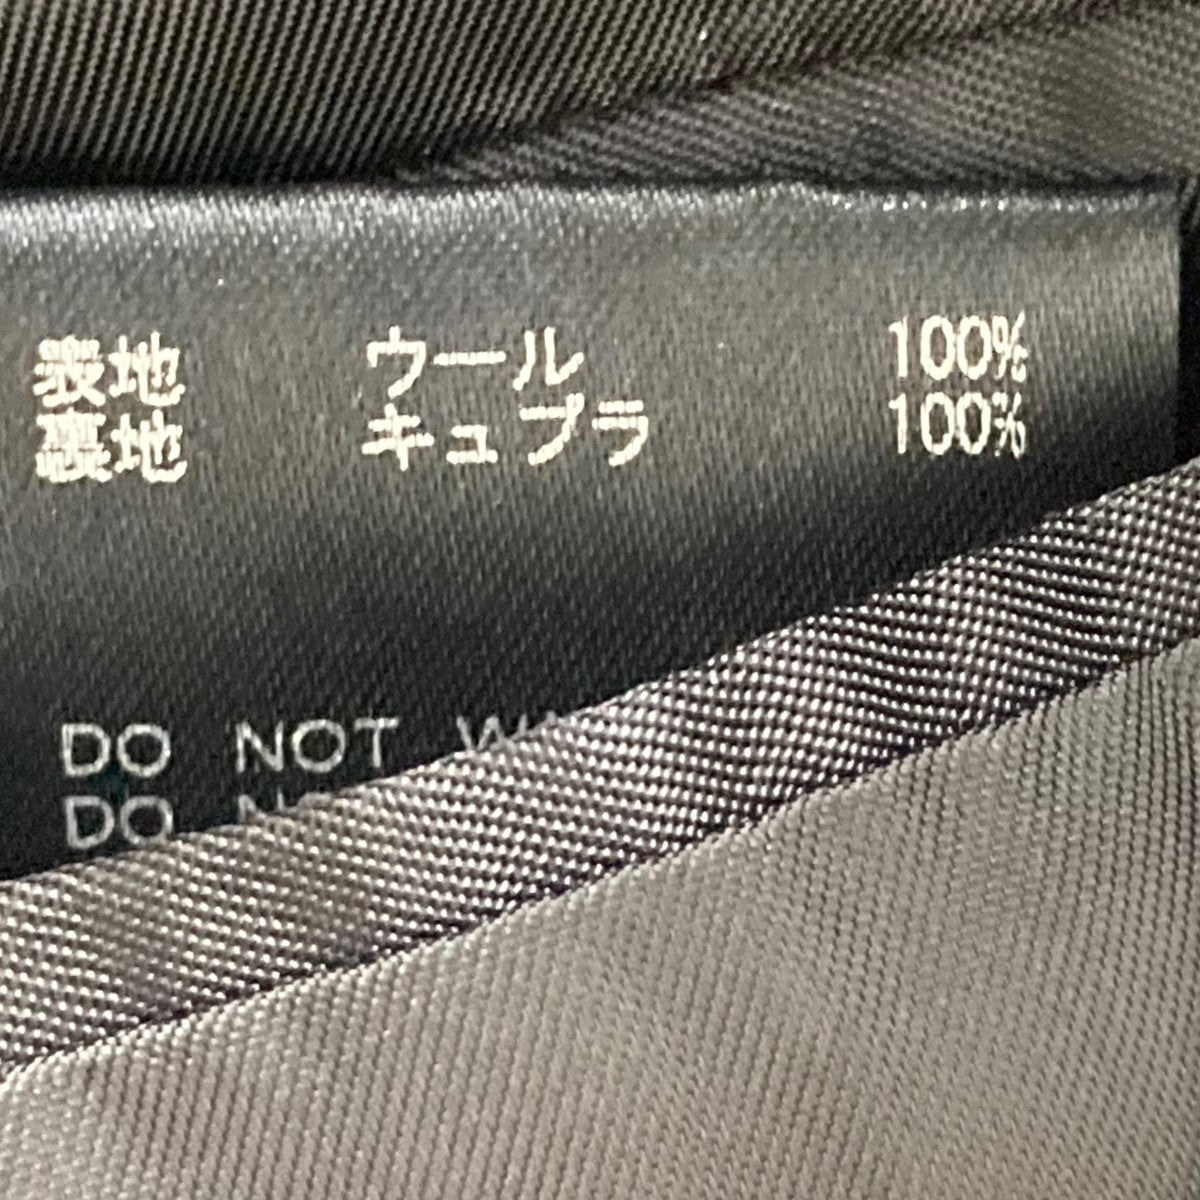 表地 ウール 100%
裏地 キュプラ 100%
DO NOT
DO